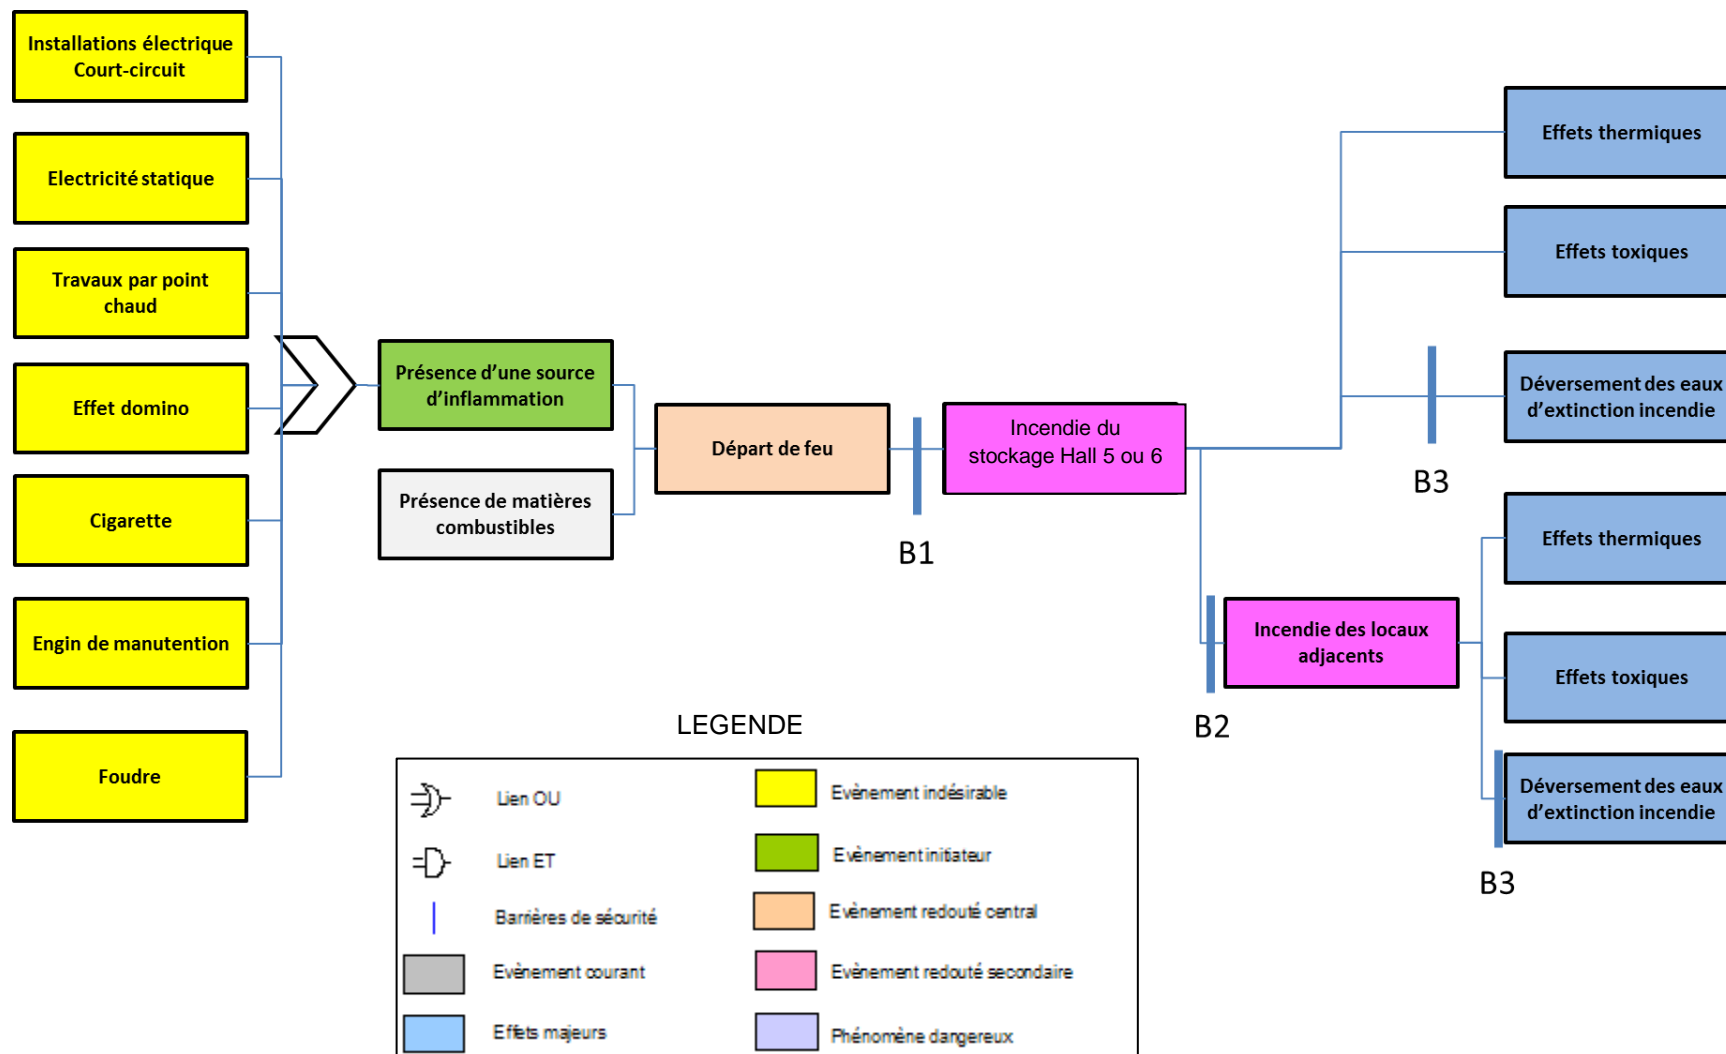 Installations électrique
Court-circuit
Electricité statique
Travaux par point
chaud
Effet domino
Cigarette
Engin de manutention
Foudre
Présence d’une source
d’inflammation
Présence de matières
combustibles
Départ de feu
B1
Incendie du
stockage Hall 5 ou 6
Effets thermiques
Effets toxiques
Déversement des eaux
d’extinction incendie
B3
B2
Incendie des locaux
adjacents
Effets thermiques
Effets toxiques
Déversement des eaux
d’extinction incendie
B3
LEGENDE
Lien OU
Lien ET
Barrières de sécurité
Evènement courant
Effets majeurs
Evènement indésirable
Evènement initiateur
Evènement redouté central
Evènement redouté secondaire
Phénomène dangereux